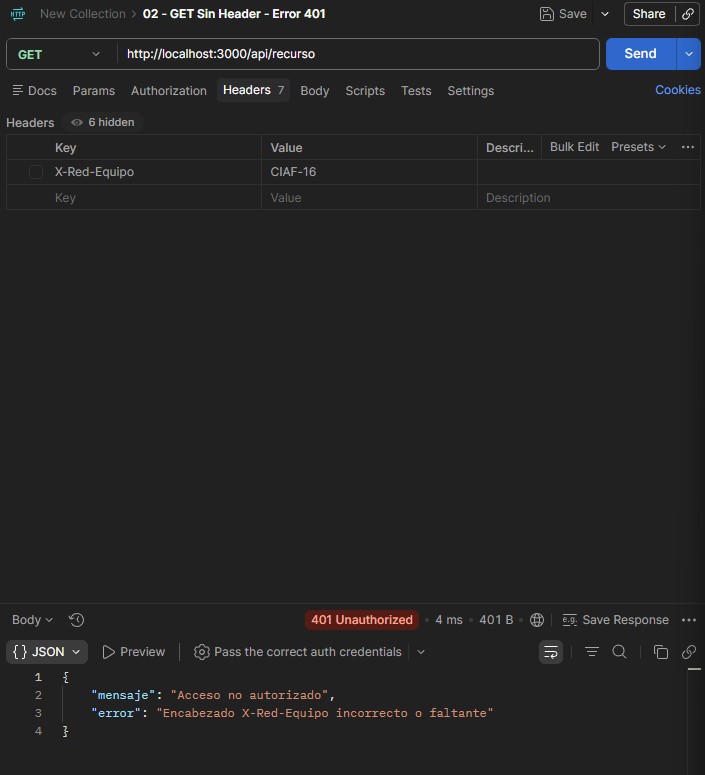 HTTP New Collection > 02 - GET Sin Header - Error 401 Save Share
GET http://localhost:3000/api/recurso Send
Docs Params Authorization Headers 7 Body Scripts Tests Settings Cookies
Headers 6 hidden
Key Value Descri... Bulk Edit Presets ...
X-Red-Equipo CIAF-16
Key Value Description
Body 401 Unauthorized • 4 ms • 401 B • e.g. Save Response ...
{} JSON Preview Pass the correct auth credentials
1 {
2 "mensaje": "Acceso no autorizado",
3 "error": "Encabezado X-Red-Equipo incorrecto o faltante"
4 }